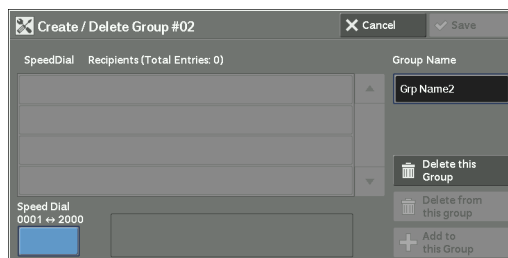 Create / Delete Group #02
Cancel
Save
SpeedDial Recipients (Total Entries: 0)
Group Name
Grp Name2
Delete this
Group
Speed Dial
0001 ↔ 2000
Delete from
this group
Add to
this Group